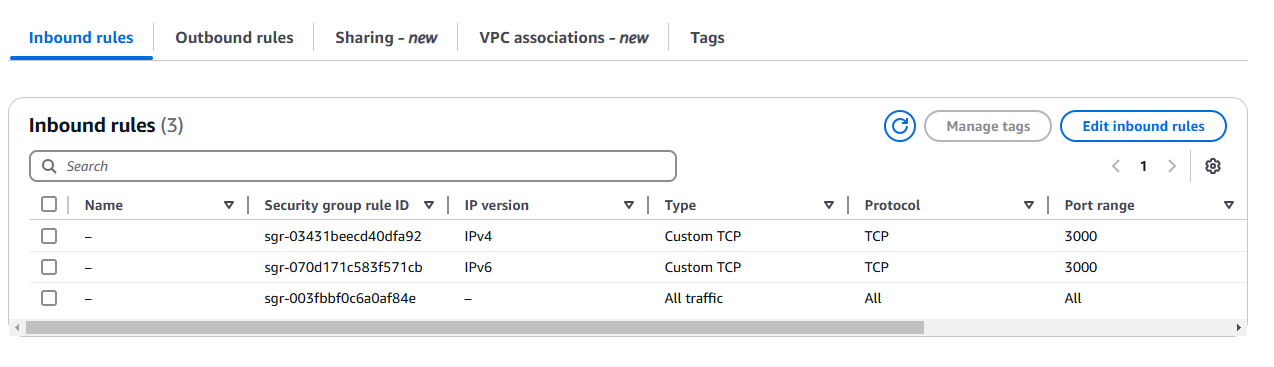 Inbound rules Outbound rules Sharing - new VPC associations - new Tags
Inbound rules (3) Manage tags Edit inbound rules
Search 1
Name Security group rule ID IP version Type Protocol Port range
– sgr-03431beecd40dfa92 IPv4 Custom TCP TCP 3000
– sgr-070d171c583f571cb IPv6 Custom TCP TCP 3000
– sgr-003fbbf0c6a0af84e – All traffic All All